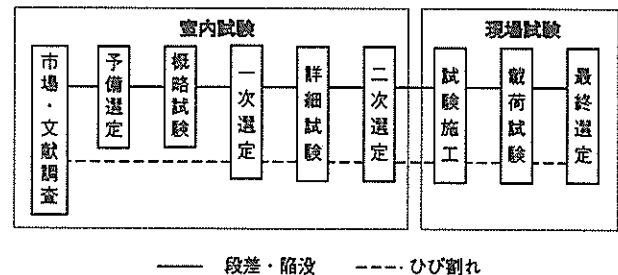 室内試験
現場試験
市場・文献調査
予備選定
概略試験
一次選定
詳細試験
二次選定
試験施工
載荷試験
最終選定
段差・陥没
ひび割れ